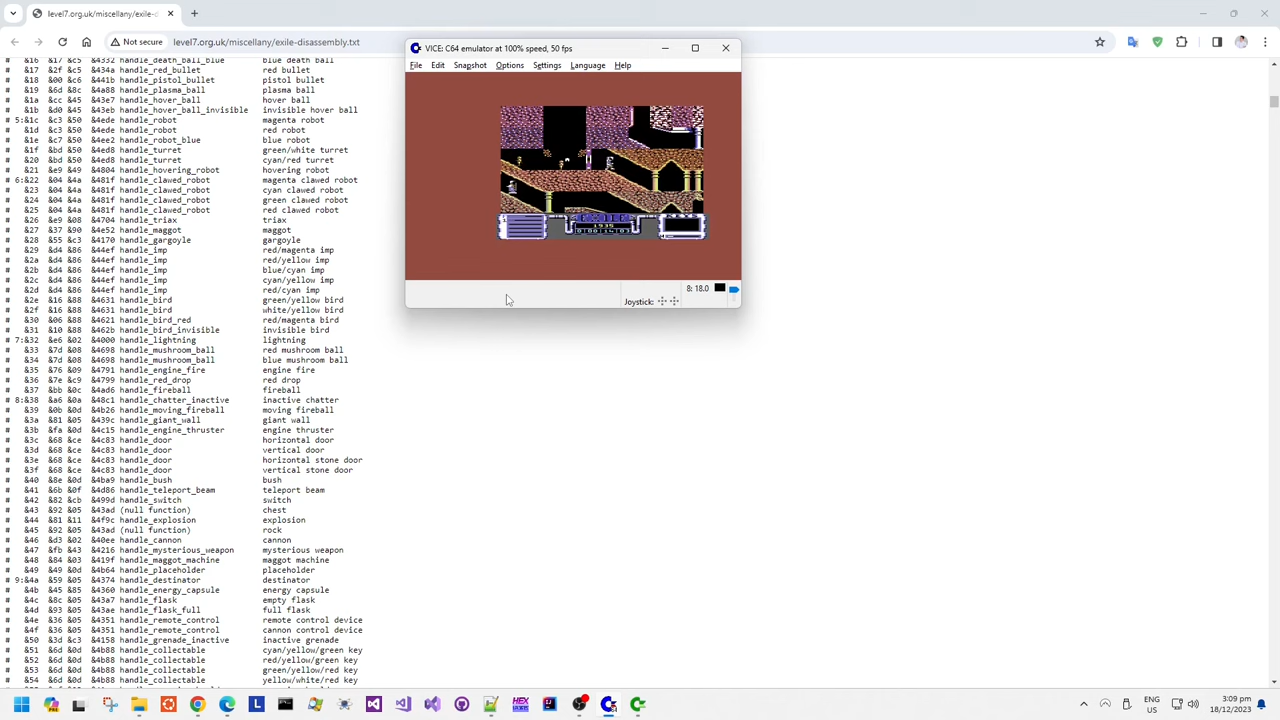 level7.org.uk/miscellany/exile-d
Not secure
level7.org.uk/miscellany/exile-disassembly.txt
# &16 &17 &c5 &4332 handle_death_ball_blue blue death ball
# &17 &2f &c5 &434a handle_red_bullet red bullet
# &18 &00 &c6 &441b handle_pistol_bullet pistol bullet
# &19 &6d &8c &4a88 handle_plasma_ball plasma ball
# &1a &cc &45 &43e7 handle_hover_ball hover ball
# &1b &d0 &45 &43eb handle_hover_ball_invisible invisible hover ball
# 5:&1c &c3 &50 &4ede handle_robot magenta robot
# &1d &c3 &50 &4ede handle_robot red robot
# &1e &c7 &50 &4ee2 handle_robot_blue blue robot
# &1f &bd &50 &4ed8 handle_turret green/white turret
# &20 &bd &50 &4ed8 handle_turret cyan/red turret
# &21 &e9 &49 &4804 handle_hovering_robot hovering robot
# 6:&22 &04 &4a &481f handle_clawed_robot magenta clawed robot
# &23 &04 &4a &481f handle_clawed_robot cyan clawed robot
# &24 &04 &4a &481f handle_clawed_robot green clawed robot
# &25 &04 &4a &481f handle_clawed_robot red clawed robot
# &26 &e9 &08 &4704 handle_triax triax
# &27 &37 &90 &4e52 handle_maggot maggot
# &28 &55 &c3 &4170 handle_gargoyle gargoyle
# &29 &d4 &86 &44ef handle_imp red/magenta imp
# &2a &d4 &86 &44ef handle_imp red/yellow imp
# &2b &d4 &86 &44ef handle_imp blue/cyan imp
# &2c &d4 &86 &44ef handle_imp cyan/yellow imp
# &2d &d4 &86 &44ef handle_imp red/cyan imp
# &2e &16 &88 &4631 handle_bird green/yellow bird
# &2f &16 &88 &4631 handle_bird white/yellow bird
# &30 &06 &88 &4621 handle_bird_red red/magenta bird
# &31 &10 &88 &462b handle_bird_invisible invisible bird
# 7:&32 &e6 &02 &4000 handle_lightning lightning
# &33 &7d &08 &4698 handle_mushroom_ball red mushroom ball
# &34 &7d &08 &4698 handle_mushroom_ball blue mushroom ball
# &35 &76 &09 &4791 handle_engine_fire engine fire
# &36 &7e &c9 &4799 handle_red_drop red drop
# &37 &bb &0c &4ad6 handle_fireball fireball
# 8:&38 &a6 &0a &48c1 handle_chatter_inactive inactive chatter
# &39 &0b &0d &4b26 handle_moving_fireball moving fireball
# &3a &81 &05 &439c handle_giant_wall giant wall
# &3b &fa &0d &4c15 handle_engine_thruster engine thruster
# &3c &68 &ce &4c83 handle_door horizontal door
# &3d &68 &ce &4c83 handle_door vertical door
# &3e &68 &ce &4c83 handle_door horizontal stone door
# &3f &68 &ce &4c83 handle_door vertical stone door
# &40 &8e &0d &4ba9 handle_bush bush
# &41 &6b &0f &4d86 handle_teleport_beam teleport beam
# &42 &82 &cb &499d handle_switch switch
# &43 &92 &05 &43ad (null function) chest
# &44 &81 &11 &4f9c handle_explosion explosion
# &45 &92 &05 &43ad (null function) rock
# &46 &d3 &02 &40ee handle_cannon cannon
# &47 &fb &43 &4216 handle_mysterious_weapon mysterious weapon
# &48 &84 &03 &419f handle_maggot_machine maggot machine
# &49 &49 &0d &4b64 handle_placeholder placeholder
# 9:&4a &59 &05 &4374 handle_destinator destinator
# &4b &45 &85 &4360 handle_energy_capsule energy capsule
# &4c &8c &05 &43a7 handle_flask empty flask
# &4d &93 &05 &43ae handle_flask_full full flask
# &4e &36 &05 &4351 handle_remote_control remote control device
# &4f &36 &05 &4351 handle_remote_control cannon control device
# &50 &3d &c3 &4158 handle_grenade_inactive inactive grenade
# &51 &6d &0d &4b88 handle_collectable cyan/yellow/green key
# &52 &6d &0d &4b88 handle_collectable red/yellow/green key
# &53 &6d &0d &4b88 handle_collectable green/yellow/red key
# &54 &6d &0d &4b88 handle_collectable yellow/white/red key
VICE: C64 emulator at 100% speed, 50 fps
File Edit Snapshot Options Settings Language Help
EXILE
1935
8: 18.0
Joystick:
ENG
US
3:09 pm
18/12/2023